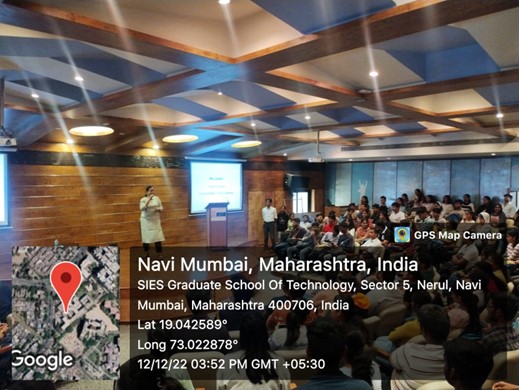 GPS Map Camera
Navi Mumbai, Maharashtra, India
SIES Graduate School Of Technology, Sector 5, Nerul, Navi
Mumbai, Maharashtra 400706, India
Lat 19.042589°
Long 73.022878°
12/12/22 03:52 PM GMT +05:30
Google